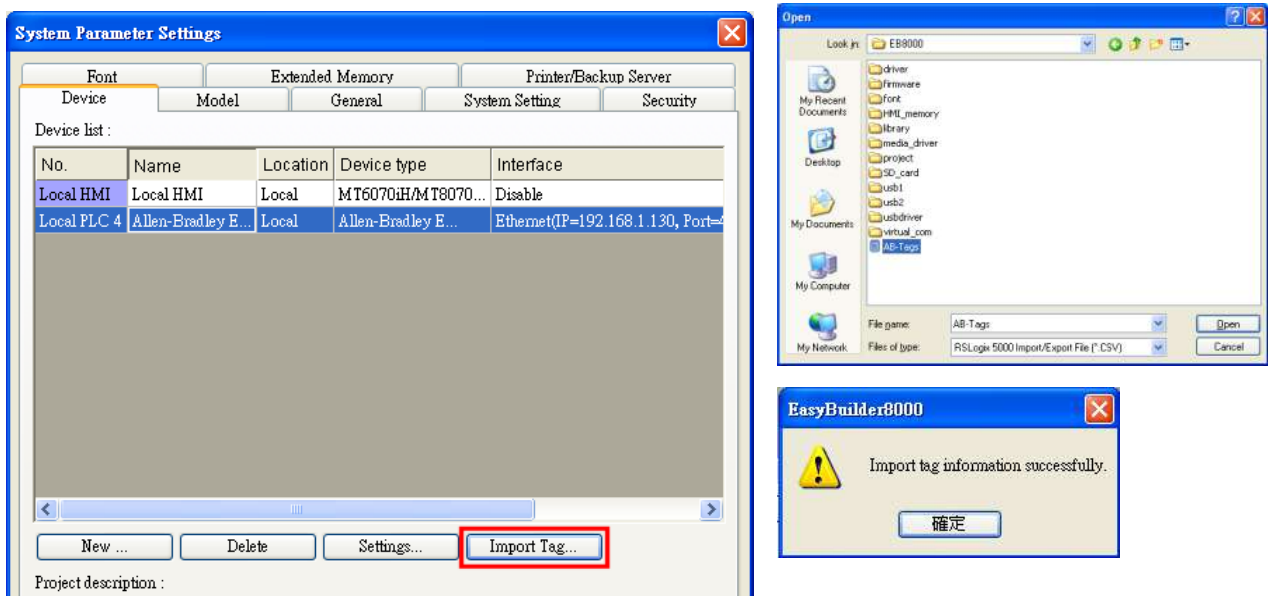 System Parameter Settings
Font Extended Memory Printer/Backup Server
Device Model General System Setting Security
Device list :
No. Name Location Device type Interface
Local HMI Local HMI Local MT6070iH/MT8070... Disable
Local PLC 4 Allen-Bradley E... Local Allen-Bradley E... Ethernet(IP=192.168.1.130, Port=4
New ... Delete Settings... Import Tag...
Project description :
Open
Look in: EB8000
My Recent Documents
Desktop
My Documents
My Computer
My Network
driver
firmware
font
HMI_memory
library
media_driver
project
SD_card
usb1
usb2
usbdriver
virtual_com
AB-Tags
File name: AB-Tags Open
Files of type: RSLogix 5000 Import/Export File (*.CSV) Cancel
EasyBuilder8000
Import tag information successfully.
確定